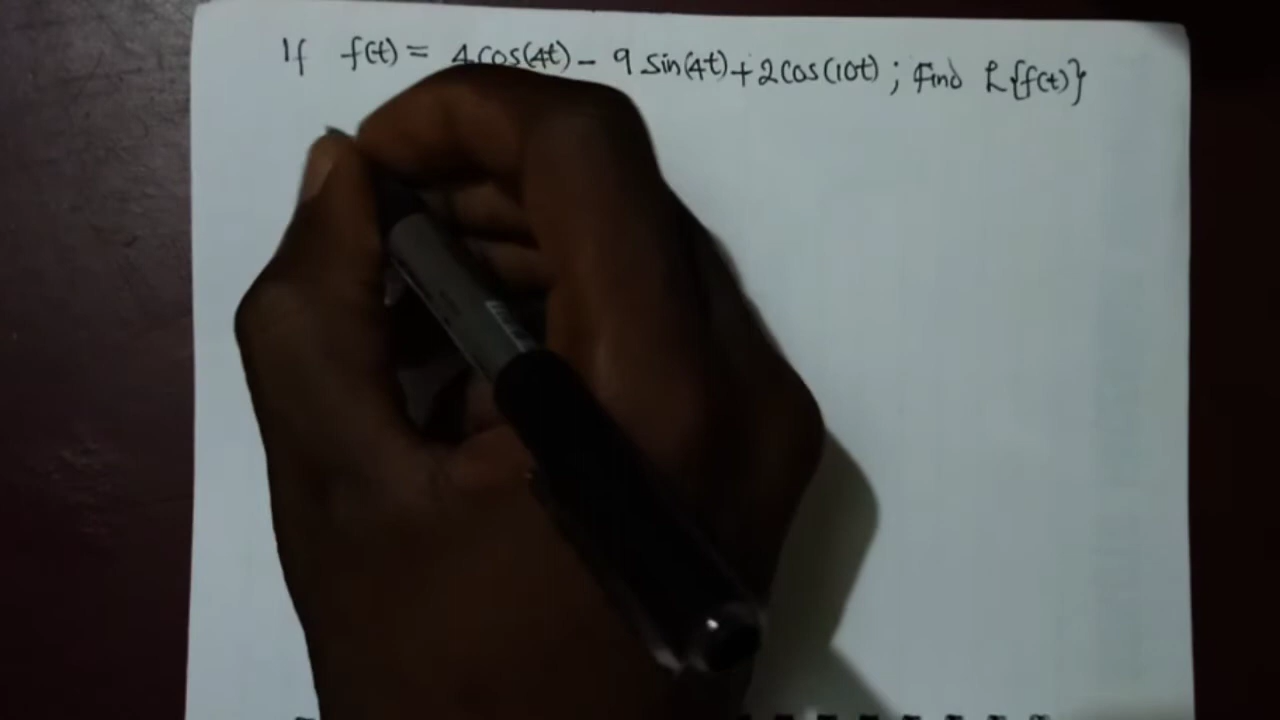 If f(t) = 4cos(4t) - 9 sin(4t) + 2cos(10t) ; Find L{f(t)}